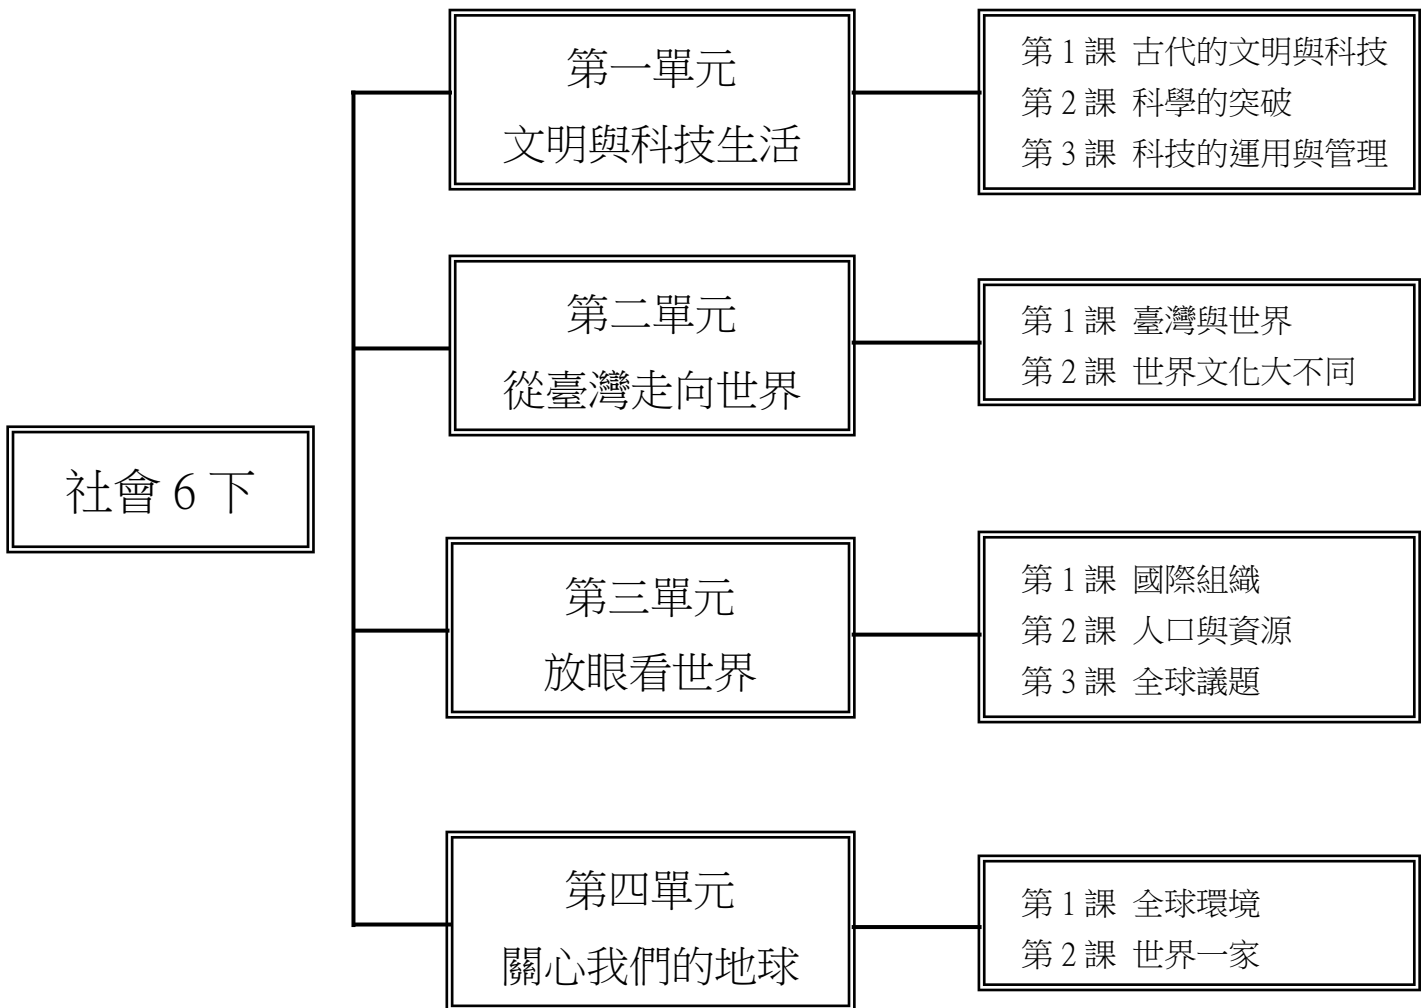 社會 6 下
第一單元
文明與科技生活
第 1 課 古代的文明與科技
第 2 課 科學的突破
第 3 課 科技的運用與管理
第二單元
從臺灣走向世界
第 1 課 臺灣與世界
第 2 課 世界文化大不同
第三單元
放眼看世界
第 1 課 國際組織
第 2 課 人口與資源
第 3 課 全球議題
第四單元
關心我們的地球
第 1 課 全球環境
第 2 課 世界一家